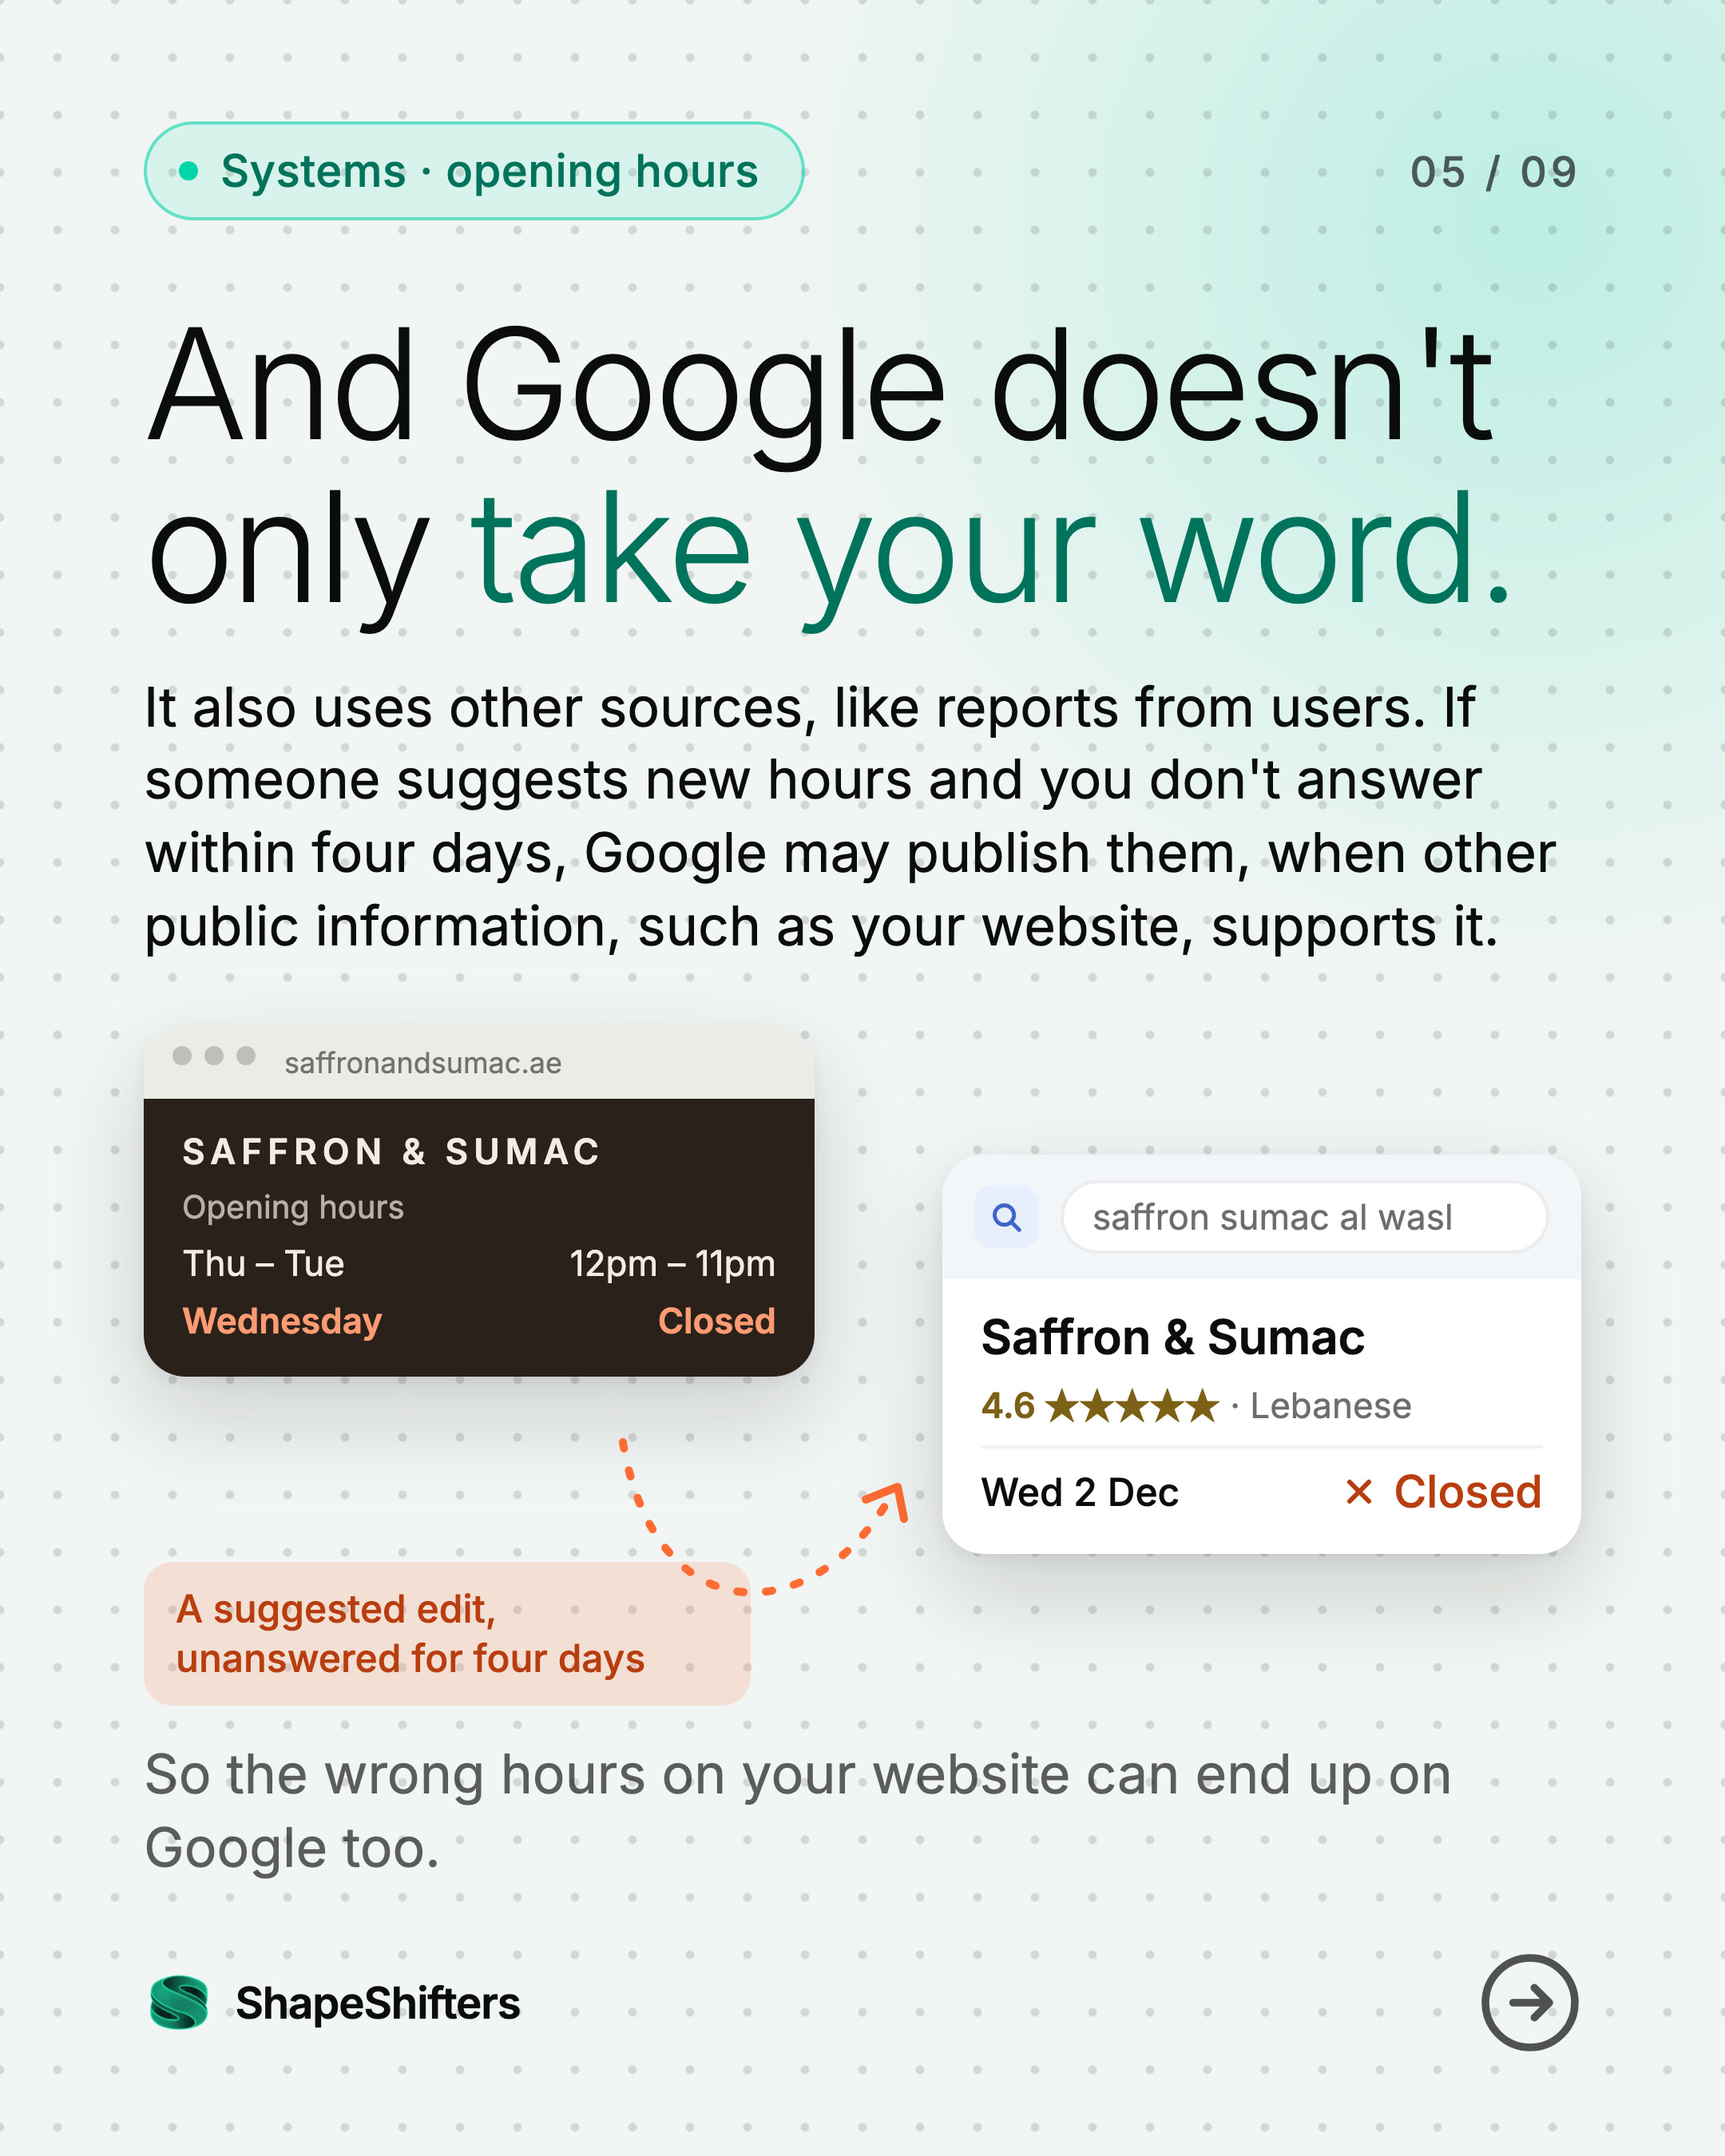 Systems · opening hours
05 / 09
And Google doesn't
only take your word.
It also uses other sources, like reports from users. If
someone suggests new hours and you don't answer
within four days, Google may publish them, when other
public information, such as your website, supports it.
saffronandsumac.ae
SAFFRON & SUMAC
Opening hours
Thu – Tue 12pm – 11pm
Wednesday Closed
saffron sumac al wasl
Saffron & Sumac
4.6 ★★★★★ · Lebanese
Wed 2 Dec × Closed
A suggested edit,
unanswered for four days
So the wrong hours on your website can end up on
Google too.
ShapeShifters